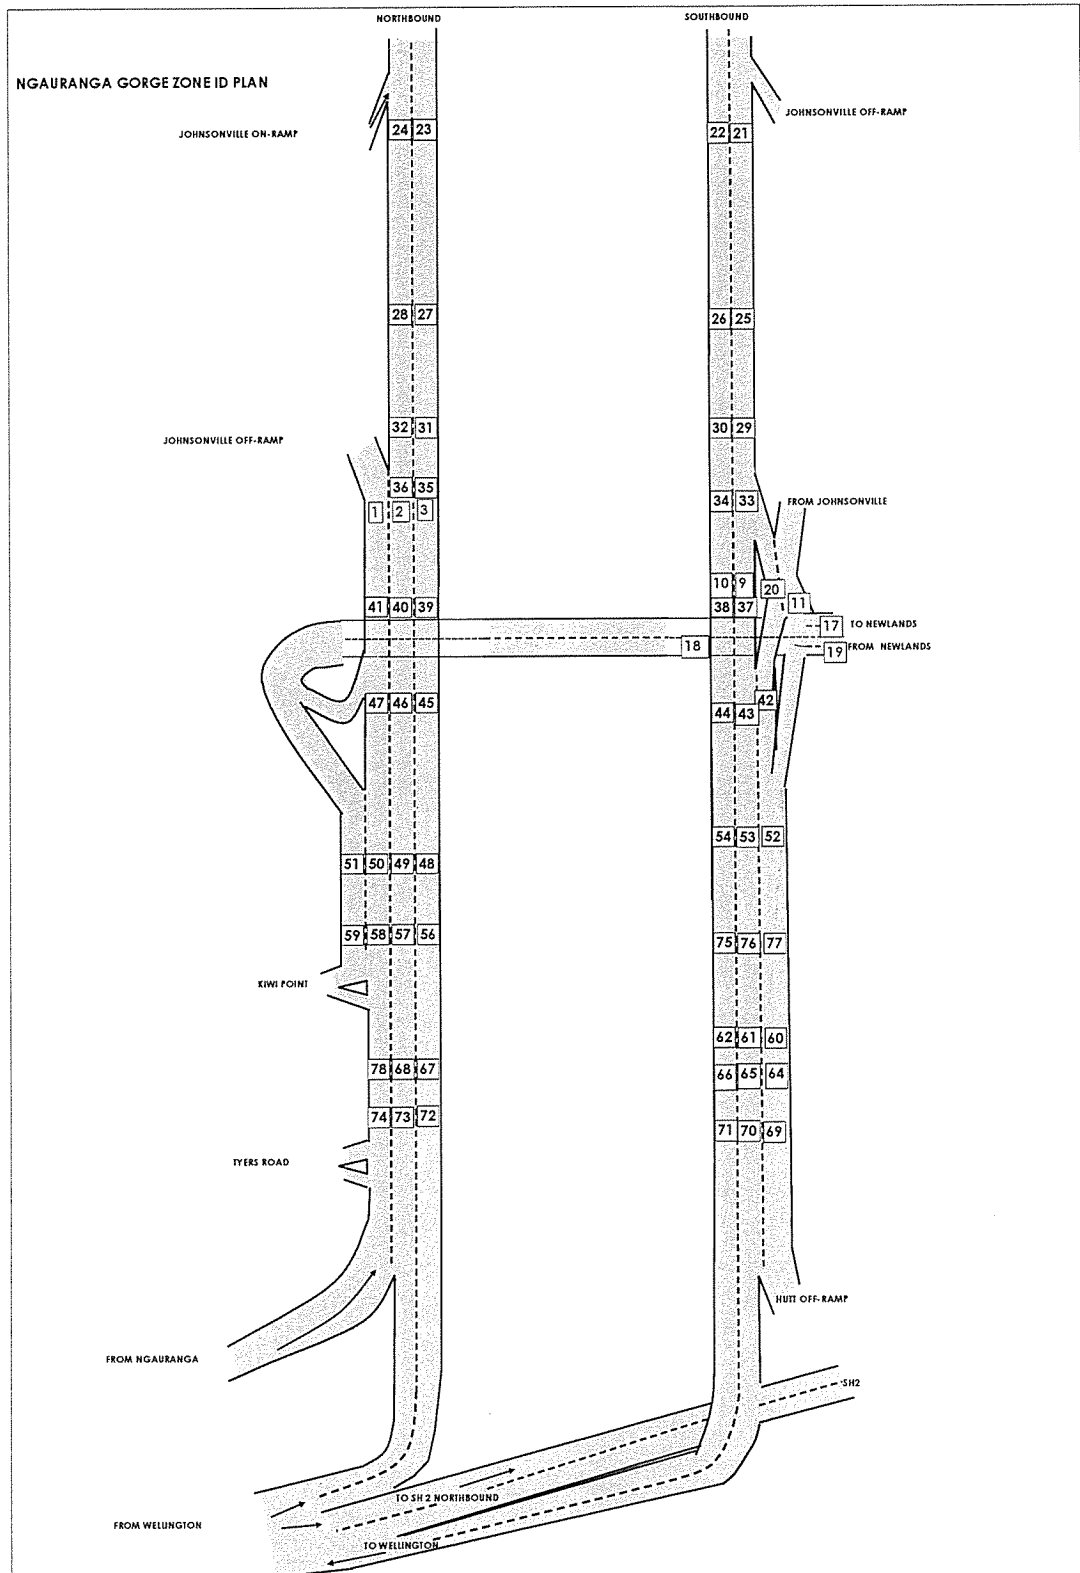 NORTHBOUND
SOUTHBOUND
NGAURANGA GORGE ZONE ID PLAN
JOHNSONVILLE OFF-RAMP
JOHNSONVILLE ON-RAMP
24 23
22 21
28 27
26 25
32 31
30 29
JOHNSONVILLE OFF-RAMP
36 35
34 33
FROM JOHNSONVILLE
1 2 3
10 9
20
11
41 40 39
38 37
17 TO NEWLANDS
18
19 FROM NEWLANDS
47 46 45
42
44 43
54 53 52
51 50 49 48
59 58 57 56
75 76 77
KIWI POINT
62 61 60
78 68 67
66 65 64
74 73 72
71 70 69
TYERS ROAD
HUTT OFF-RAMP
FROM NGAURANGA
SH2
TO SH 2 NORTHBOUND
FROM WELLINGTON
TO WELLINGTON